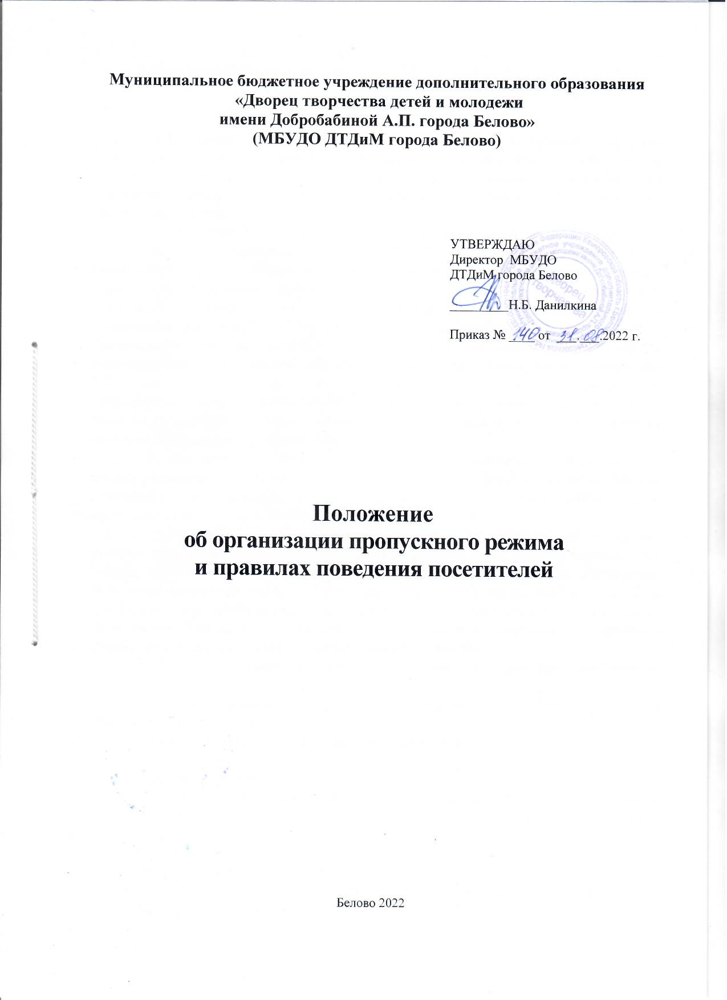 Муниципальное бюджетное учреждение дополнительного образования
«Дворец творчества детей и молодежи
имени Добробабиной А.П. города Белово»
(МБУДО ДТДиМ города Белово)
УТВЕРЖДАЮ
Директор МБУДО
ДТДиМ города Белово
Н.Б. Данилкина
Приказ № 140 от 31.08.2022 г.
Дворец
творчества
Положение
об организации пропускного режима
и правилах поведения посетителей
Белово 2022